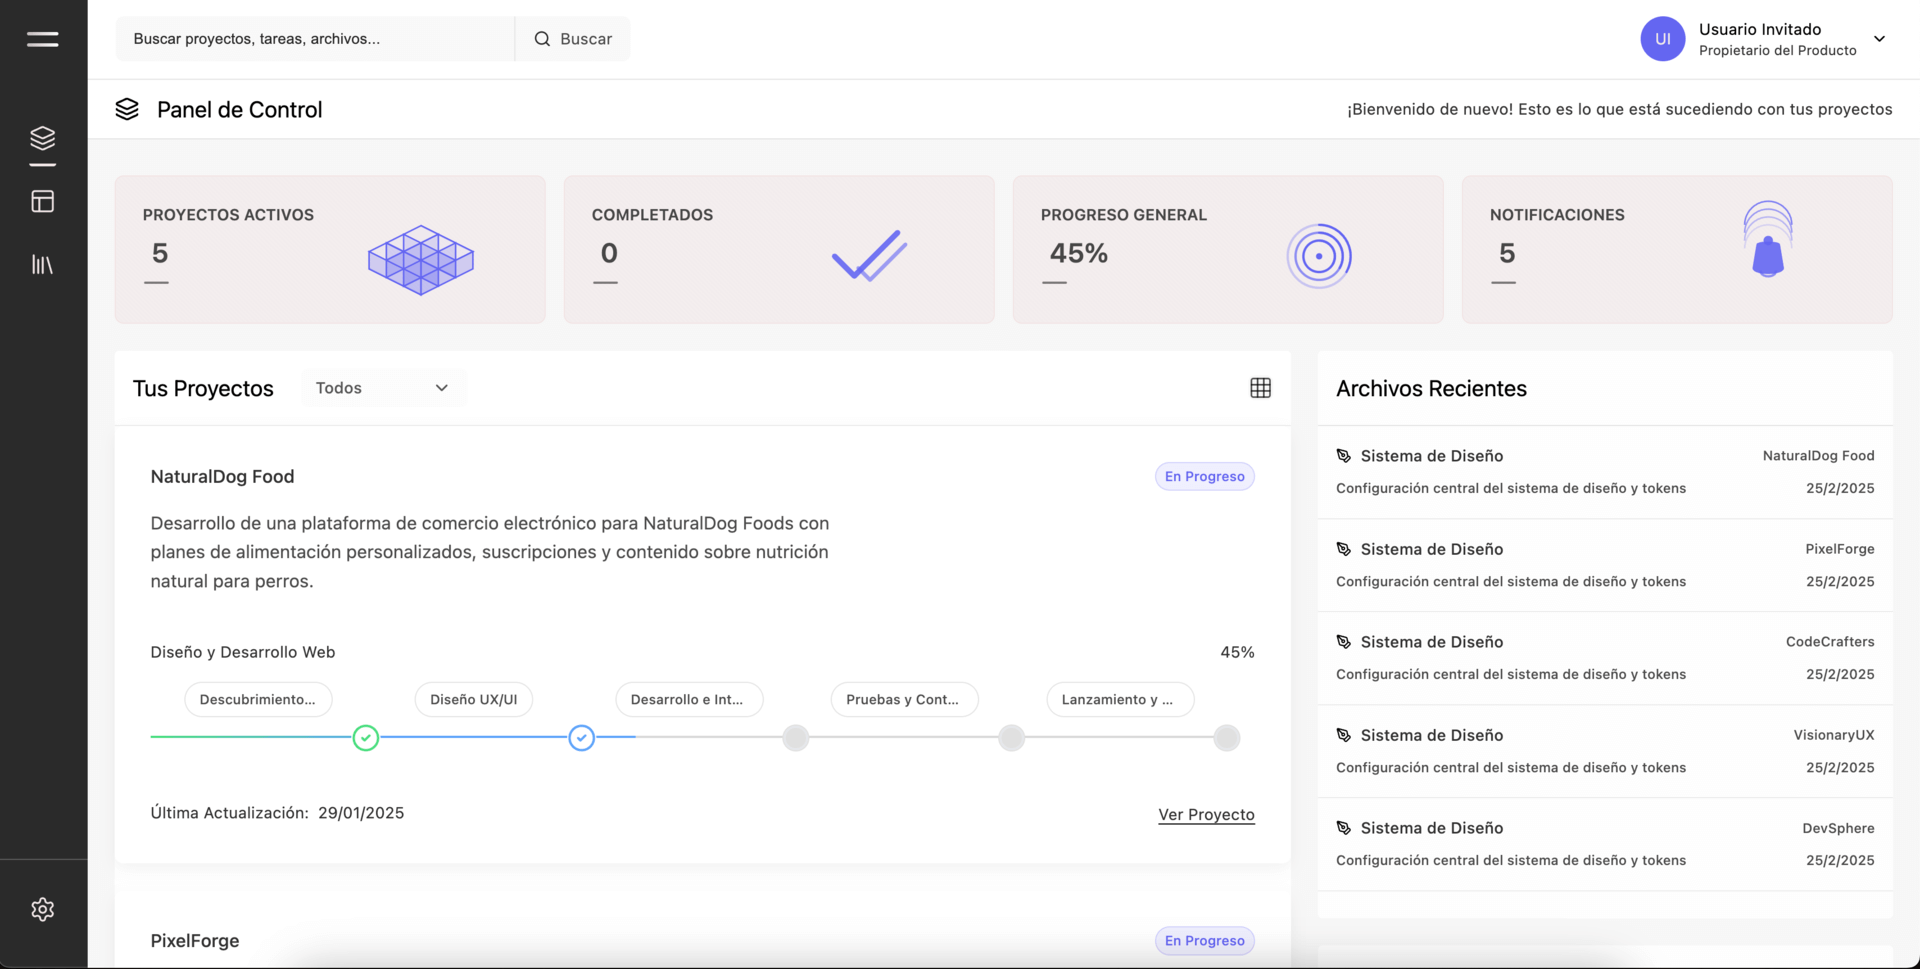 Buscar proyectos, tareas, archivos...
Buscar
UI
Usuario Invitado
Propietario del Producto
Panel de Control
¡Bienvenido de nuevo! Esto es lo que está sucediendo con tus proyectos
PROYECTOS ACTIVOS
5
COMPLETADOS
0
PROGRESO GENERAL
45%
NOTIFICACIONES
5
Tus Proyectos
Todos
NaturalDog Food
En Progreso
Desarrollo de una plataforma de comercio electrónico para NaturalDog Foods con
planes de alimentación personalizados, suscripciones y contenido sobre nutrición
natural para perros.
Diseño y Desarrollo Web
45%
Descubrimiento...
Diseño UX/UI
Desarrollo e Int...
Pruebas y Cont...
Lanzamiento y ...
Última Actualización: 29/01/2025
Ver Proyecto
PixelForge
En Progreso
Archivos Recientes
Sistema de Diseño
NaturalDog Food
Configuración central del sistema de diseño y tokens
25/2/2025
Sistema de Diseño
PixelForge
Configuración central del sistema de diseño y tokens
25/2/2025
Sistema de Diseño
CodeCrafters
Configuración central del sistema de diseño y tokens
25/2/2025
Sistema de Diseño
VisionaryUX
Configuración central del sistema de diseño y tokens
25/2/2025
Sistema de Diseño
DevSphere
Configuración central del sistema de diseño y tokens
25/2/2025